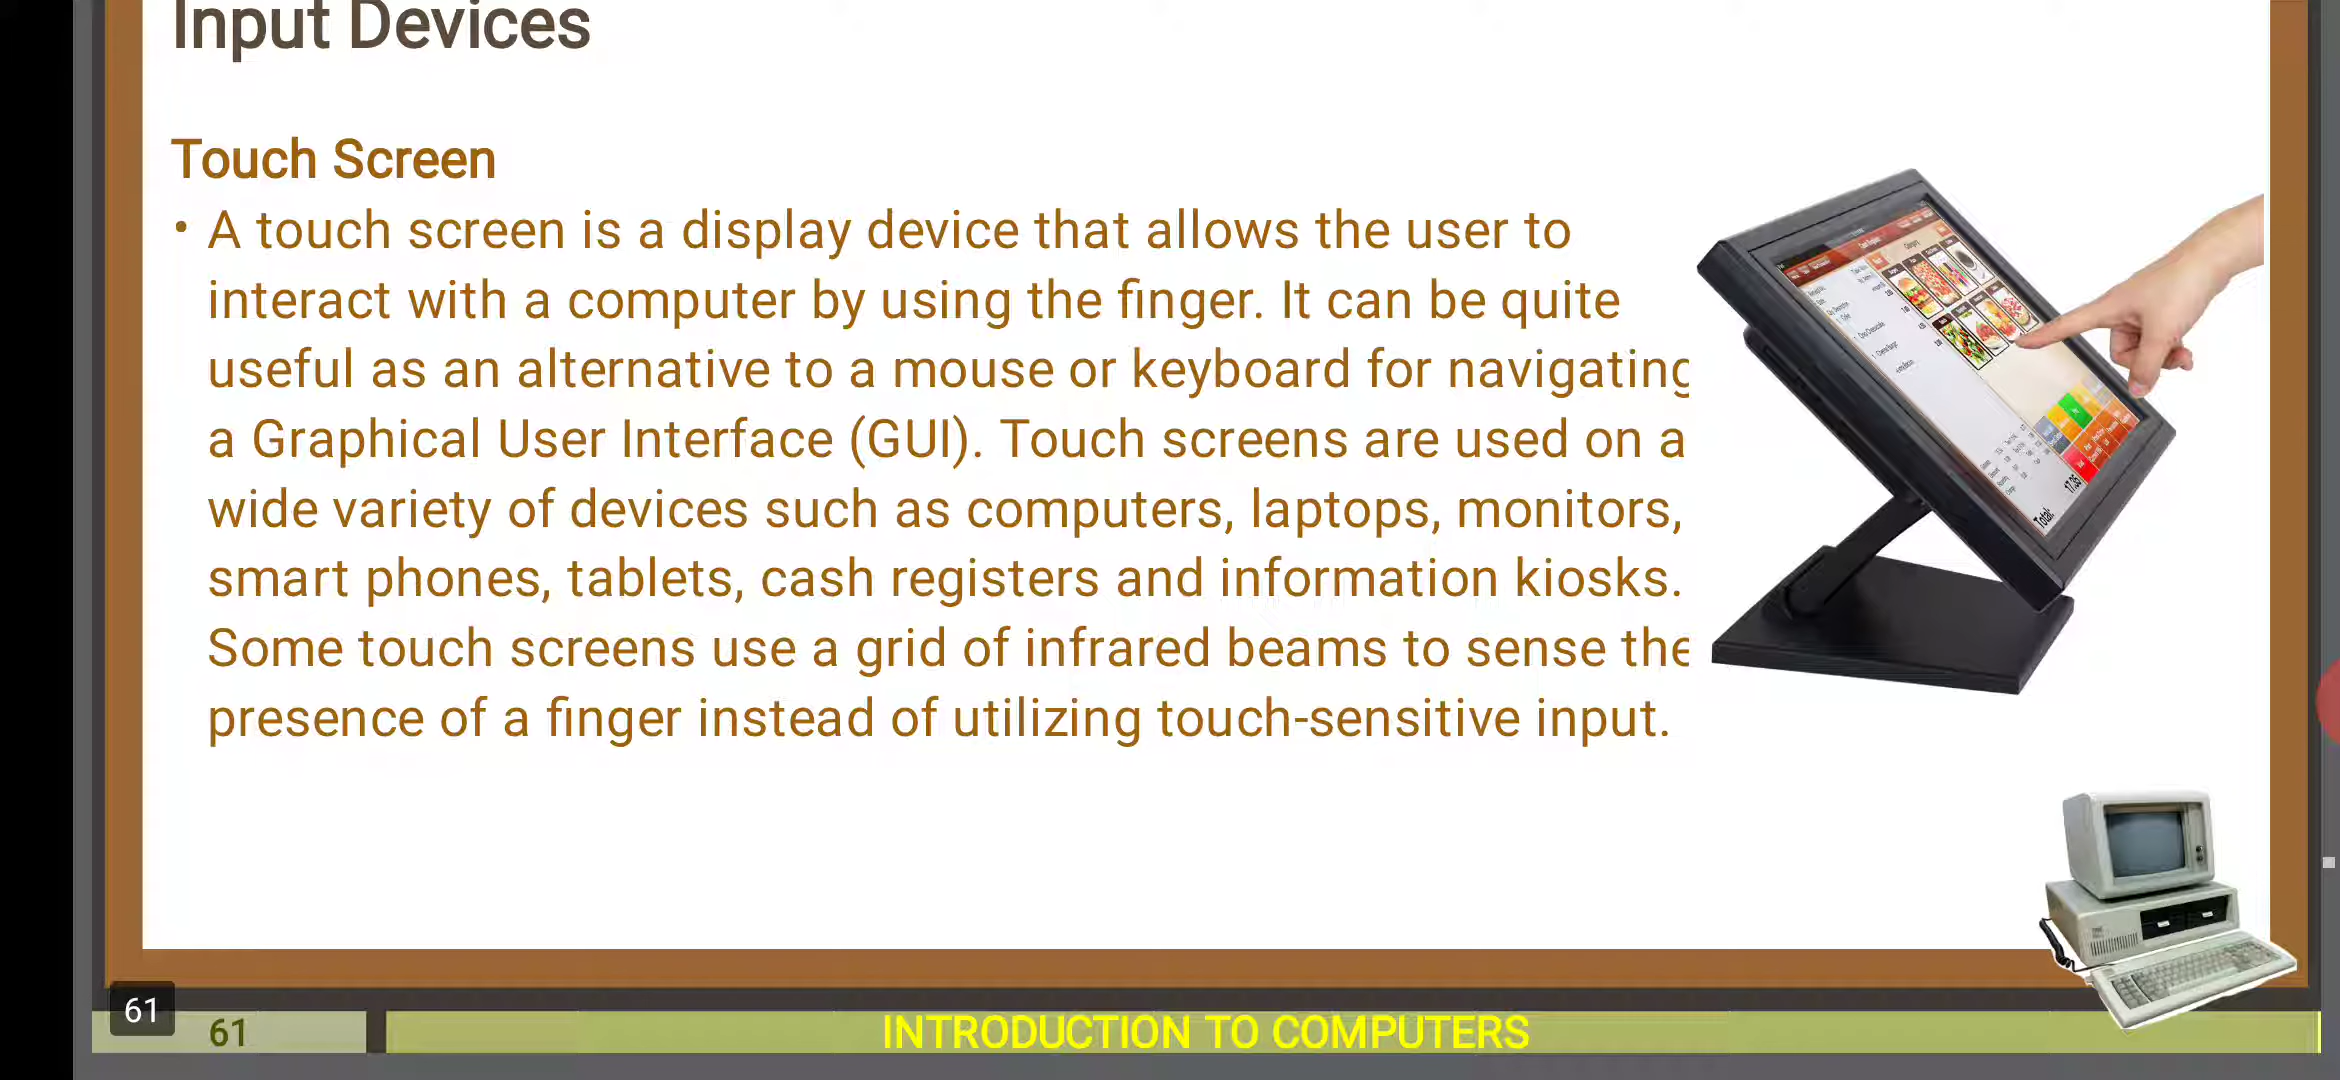 Input Devices
Touch Screen
• A touch screen is a display device that allows the user to
interact with a computer by using the finger. It can be quite
useful as an alternative to a mouse or keyboard for navigating
a Graphical User Interface (GUI). Touch screens are used on a
wide variety of devices such as computers, laptops, monitors,
smart phones, tablets, cash registers and information kiosks.
Some touch screens use a grid of infrared beams to sense the
presence of a finger instead of utilizing touch-sensitive input.
Total:
17.35
61
61
INTRODUCTION TO COMPUTERS